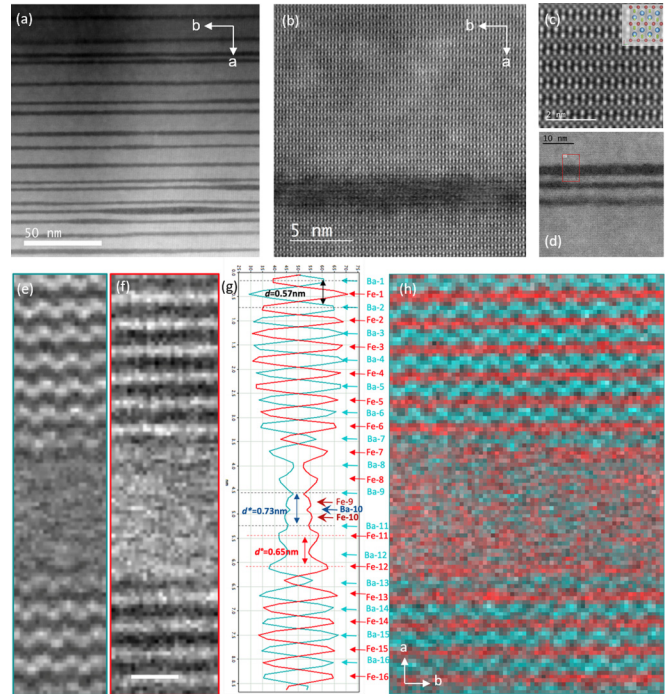 (a)
b
a
50 nm
(b)
b
a
5 nm
(c)
2 nm
10 nm
(d)
(e)
(f)
(g)
(h)
d=0.57nm
d*=0.73nm
d*=0.65nm
Ba-1
Fe-1
Ba-2
Fe-2
Ba-3
Fe-3
Ba-4
Fe-4
Ba-5
Fe-5
Ba-6
Fe-6
Ba-7
Fe-7
Ba-8
Fe-8
Ba-9
Fe-9
Ba-10
Fe-10
Ba-11
Fe-11
Ba-12
Fe-12
Ba-13
Fe-13
Ba-14
Fe-14
Ba-15
Fe-15
Ba-16
Fe-16
a
b